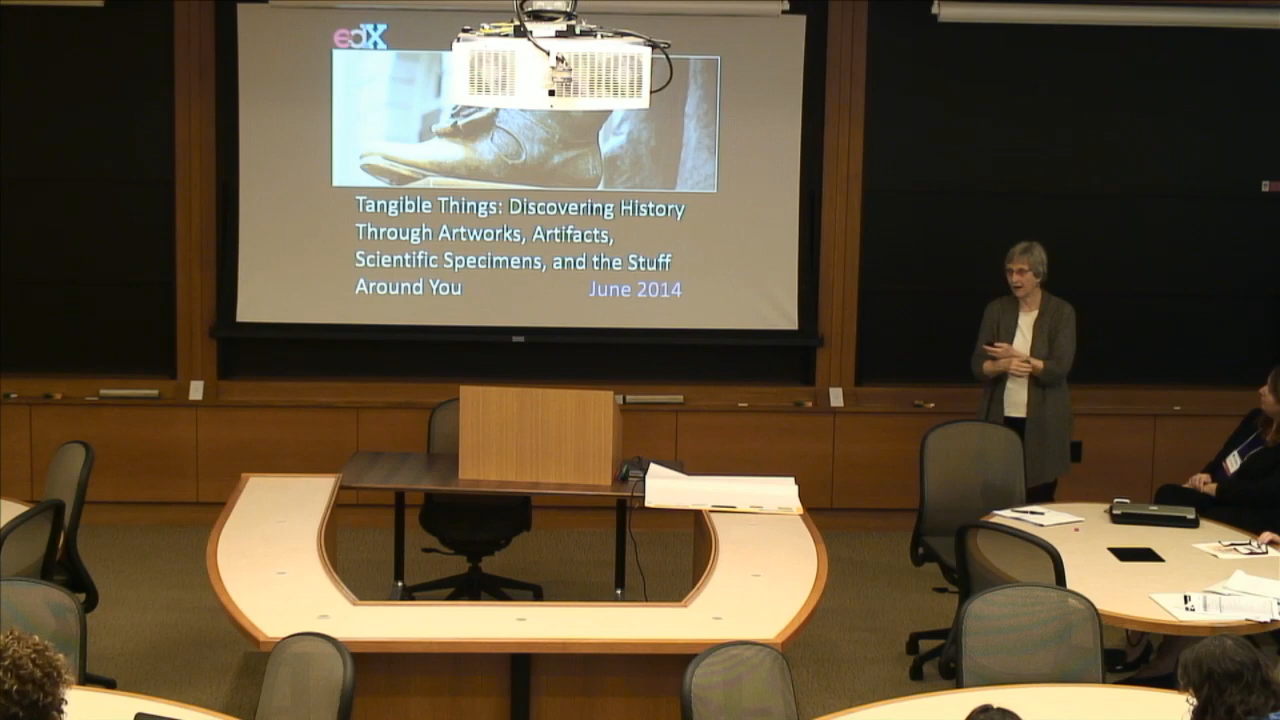 edX
Tangible Things: Discovering History
Through Artworks, Artifacts,
Scientific Specimens, and the Stuff
Around You June 2014